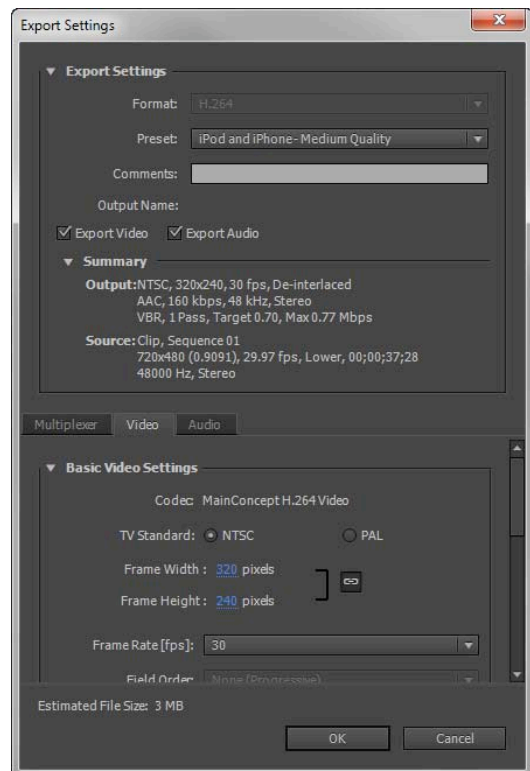 Export Settings
Export Settings
Format: H.264
Preset: iPod and iPhone- Medium Quality
Comments:
Output Name:
Export Video Export Audio
Summary
Output:NTSC, 320x240, 30 fps, De-interlaced
AAC, 160 kbps, 48 kHz, Stereo
VBR, 1 Pass, Target 0.70, Max 0.77 Mbps
Source: Clip, Sequence 01
720x480 (0.9091), 29.97 fps, Lower, 00;00;37;28
48000 Hz, Stereo
Multiplexer Video Audio
Basic Video Settings
Codec: MainConcept H.264 Video
TV Standard: NTSC PAL
Frame Width : 320 pixels
Frame Height : 240 pixels
Frame Rate [fps]: 30
Field Order: None (Progressive)
Estimated File Size: 3 MB
OK Cancel